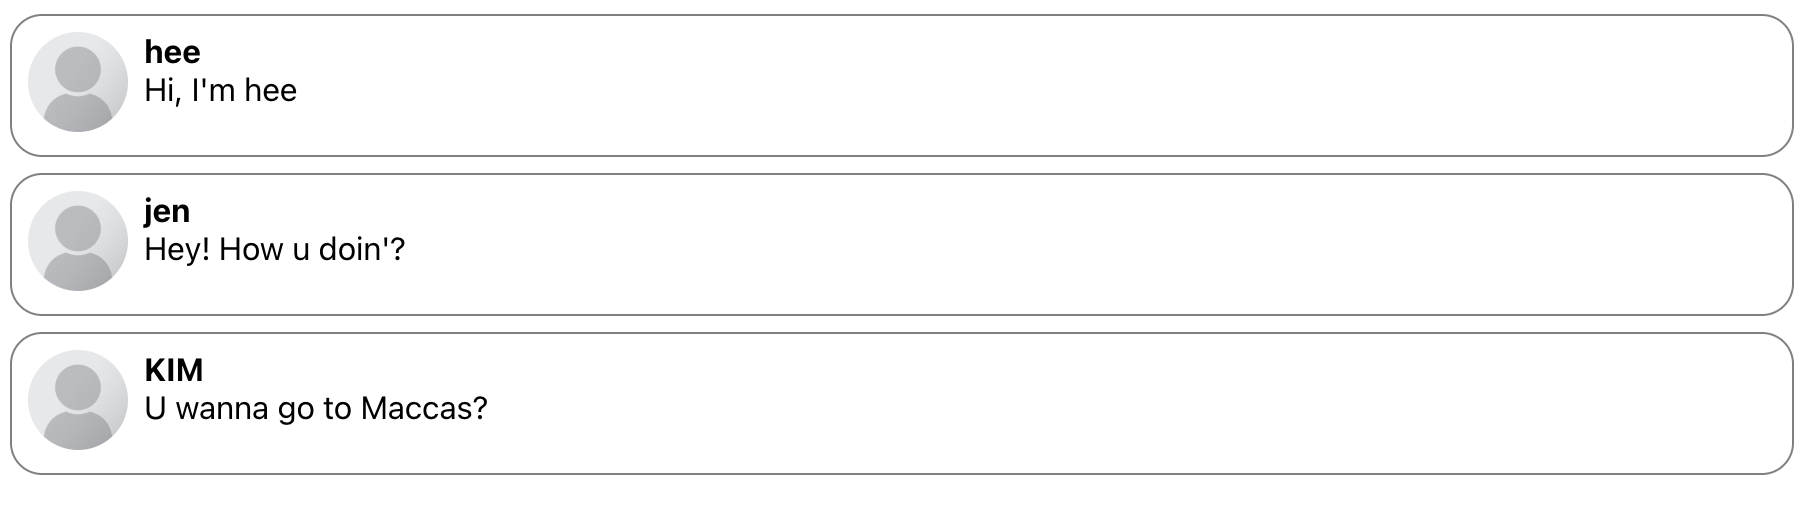 hee
Hi, I'm hee
jen
Hey! How u doin'?
KIM
U wanna go to Maccas?